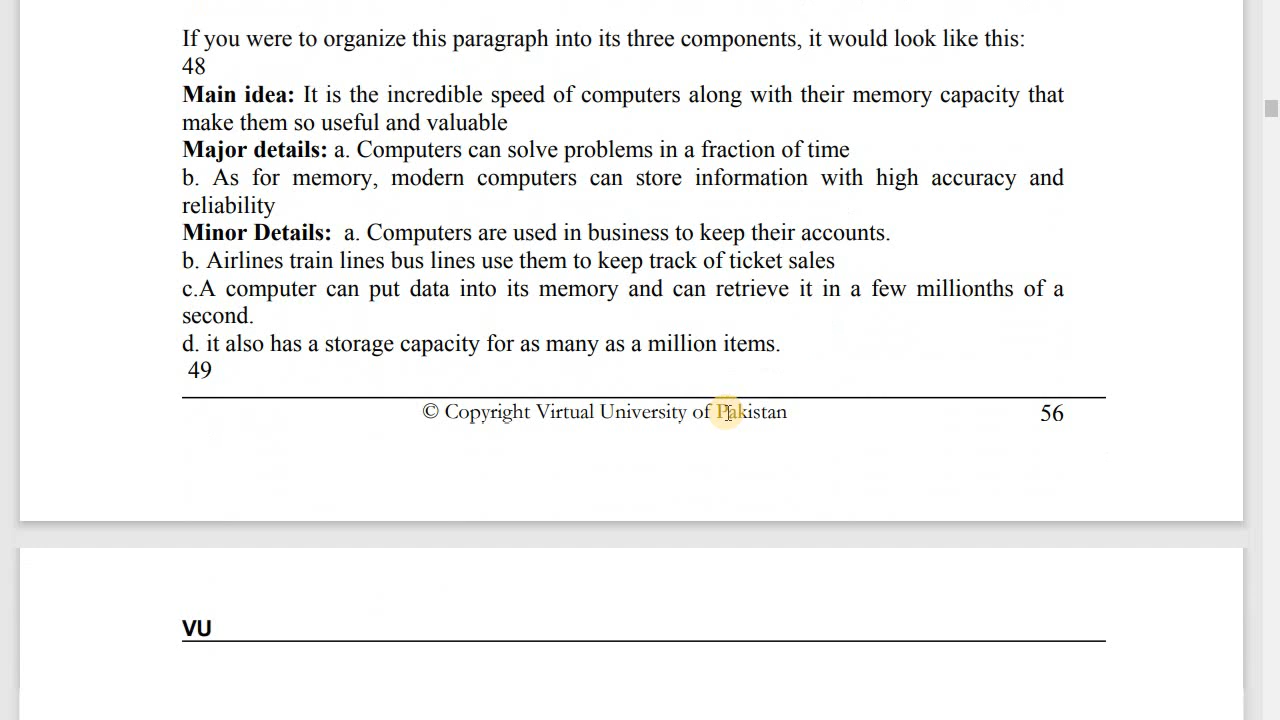 If you were to organize this paragraph into its three components, it would look like this:
48
Main idea: It is the incredible speed of computers along with their memory capacity that
make them so useful and valuable
Major details: a. Computers can solve problems in a fraction of time
b. As for memory, modern computers can store information with high accuracy and
reliability
Minor Details: a. Computers are used in business to keep their accounts.
b. Airlines train lines bus lines use them to keep track of ticket sales
c.A computer can put data into its memory and can retrieve it in a few millionths of a
second.
d. it also has a storage capacity for as many as a million items.
49
© Copyright Virtual University of Pakistan 56
VU